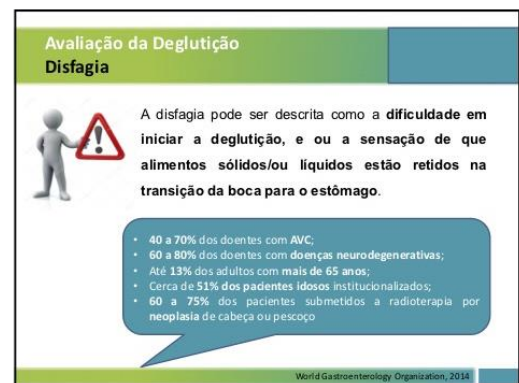 Avaliação da Deglutição
Disfagia
A disfagia pode ser descrita como a dificuldade em
iniciar a deglutição, e ou a sensação de que
alimentos sólidos/ou líquidos estão retidos na
transição da boca para o estômago.
• 40 a 70% dos doentes com AVC;
• 60 a 80% dos doentes com doenças neurodegenerativas;
• Até 13% dos adultos com mais de 65 anos;
• Cerca de 51% dos pacientes idosos institucionalizados;
• 60 a 75% dos pacientes submetidos a radioterapia por
neoplasia de cabeça ou pescoço
World Gastroenterology Organization, 2014